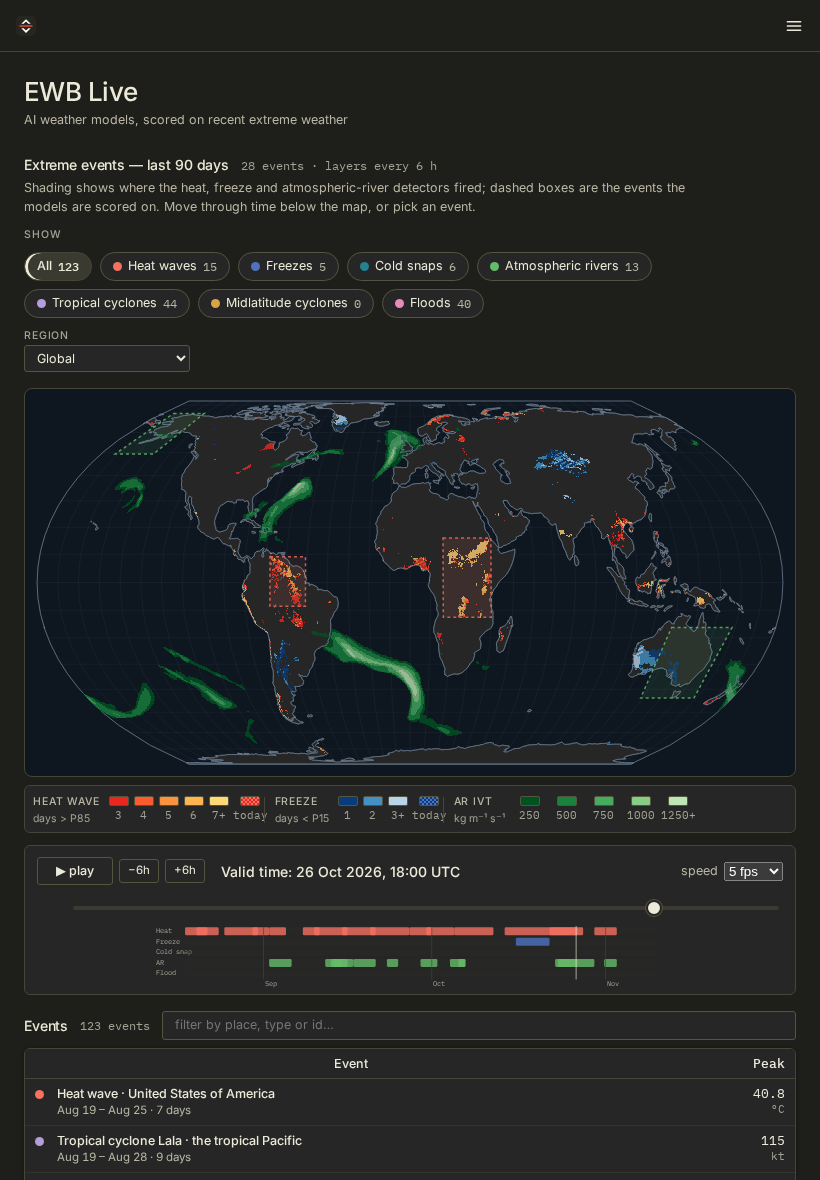 EWB Live
AI weather models, scored on recent extreme weather
Extreme events — last 90 days 28 events · layers every 6 h
Shading shows where the heat, freeze and atmospheric-river detectors fired; dashed boxes are the events the
models are scored on. Move through time below the map, or pick an event.
SHOW
All 123 Heat waves 15 Freezes 5 Cold snaps 6 Atmospheric rivers 13
Tropical cyclones 44 Midlatitude cyclones 0 Floods 40
REGION
Global
HEAT WAVE 3 4 5 6 7+ today FREEZE 1 2 3+ today AR IVT 250 500 750 1000 1250+
days > P85 days < P15 kg m⁻¹ s⁻¹
▶ play −6h +6h Valid time: 26 Oct 2026, 18:00 UTC speed 5 fps
Heat
Freeze
Cold snap
AR
Flood
Sep Oct Nov
Events 123 events filter by place, type or id…
Event Peak
Heat wave · United States of America 40.8
Aug 19 – Aug 25 · 7 days °C
Tropical cyclone Lala · the tropical Pacific 115
Aug 19 – Aug 28 · 9 days kt